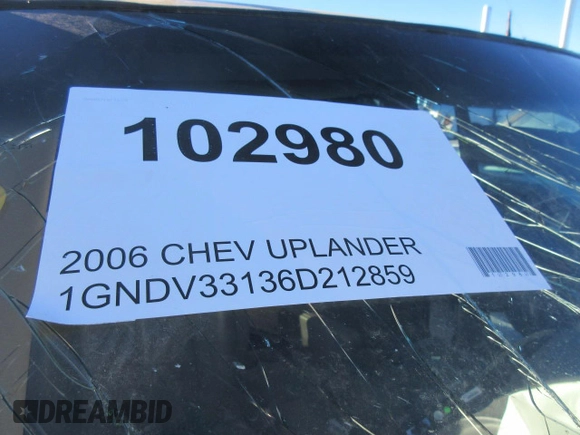 102980
2006 CHEV UPLANDER
1GNDV33136D212859
DREAMBID